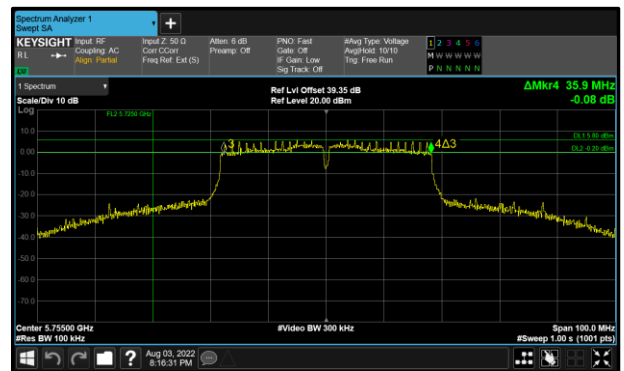 Spectrum Analyzer 1
Swept SA
KEYSIGHT Input: RF Input Z: 50 Ω Atten: 6 dB PNO: Fast #Avg Type: Voltage 1 2 3 4 5 6
RL Coupling: AC Corr CCorr Preamp: Off Gate: Off Avg|Hold: 10/10 M W W W W W
Align: Partial Freq Ref: Ext (S) IF Gain: Low Trig: Free Run
Sig Track: Off P N N N N N
LXI
1 Spectrum Ref Lvl Offset 39.35 dB ΔMkr4 35.9 MHz
Scale/Div 10 dB Ref Level 20.00 dBm -0.08 dB
Log FL2 5.7250 GHz
10.0 DL1 5.80 dBm
3 4Δ3
0.00 DL2 -0.20 dBm
-10.0
-20.0
-30.0
-40.0
-50.0
-60.0
-70.0
Center 5.75500 GHz #Video BW 300 kHz Span 100.0 MHz
#Res BW 100 kHz #Sweep 1.00 s (1001 pts)
? Aug 03, 2022
8:16:31 PM